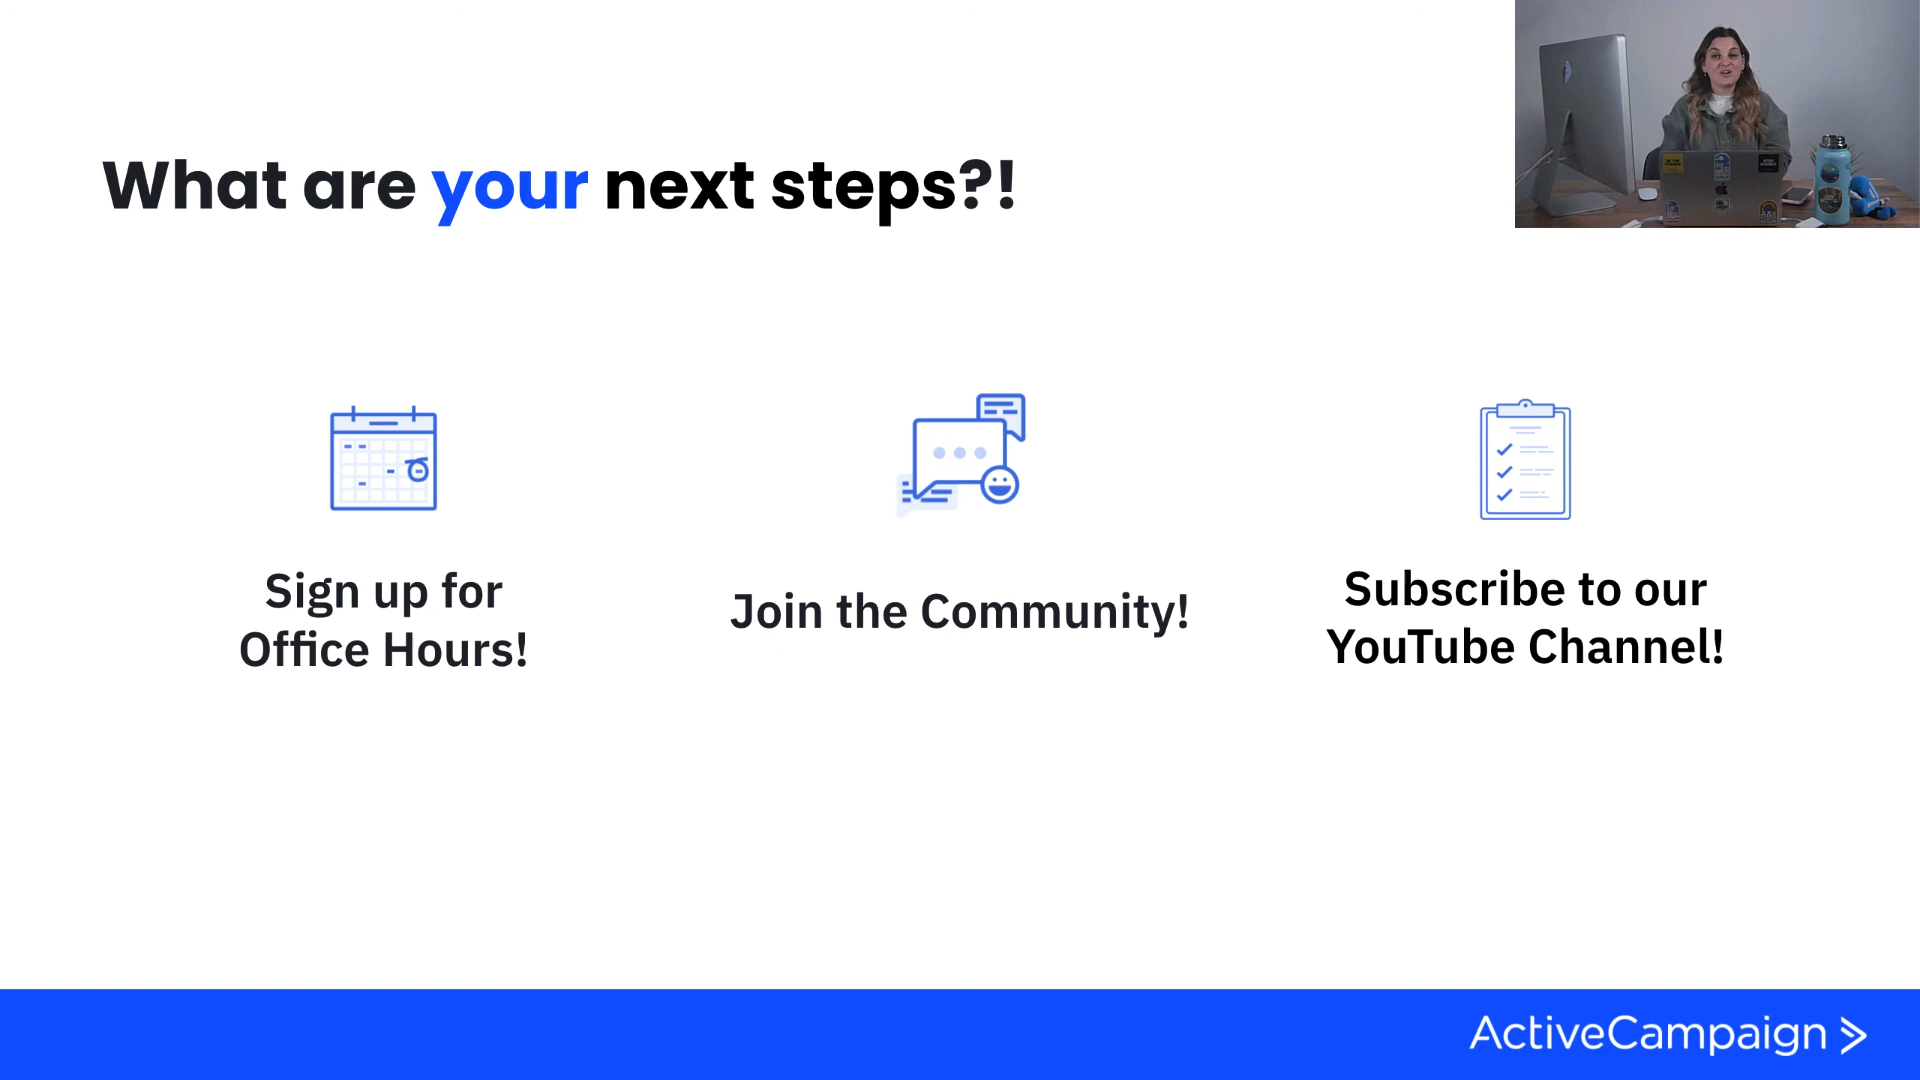 What are your next steps?!
Sign up for
Office Hours!
Join the Community!
Subscribe to our
YouTube Channel!
ActiveCampaign